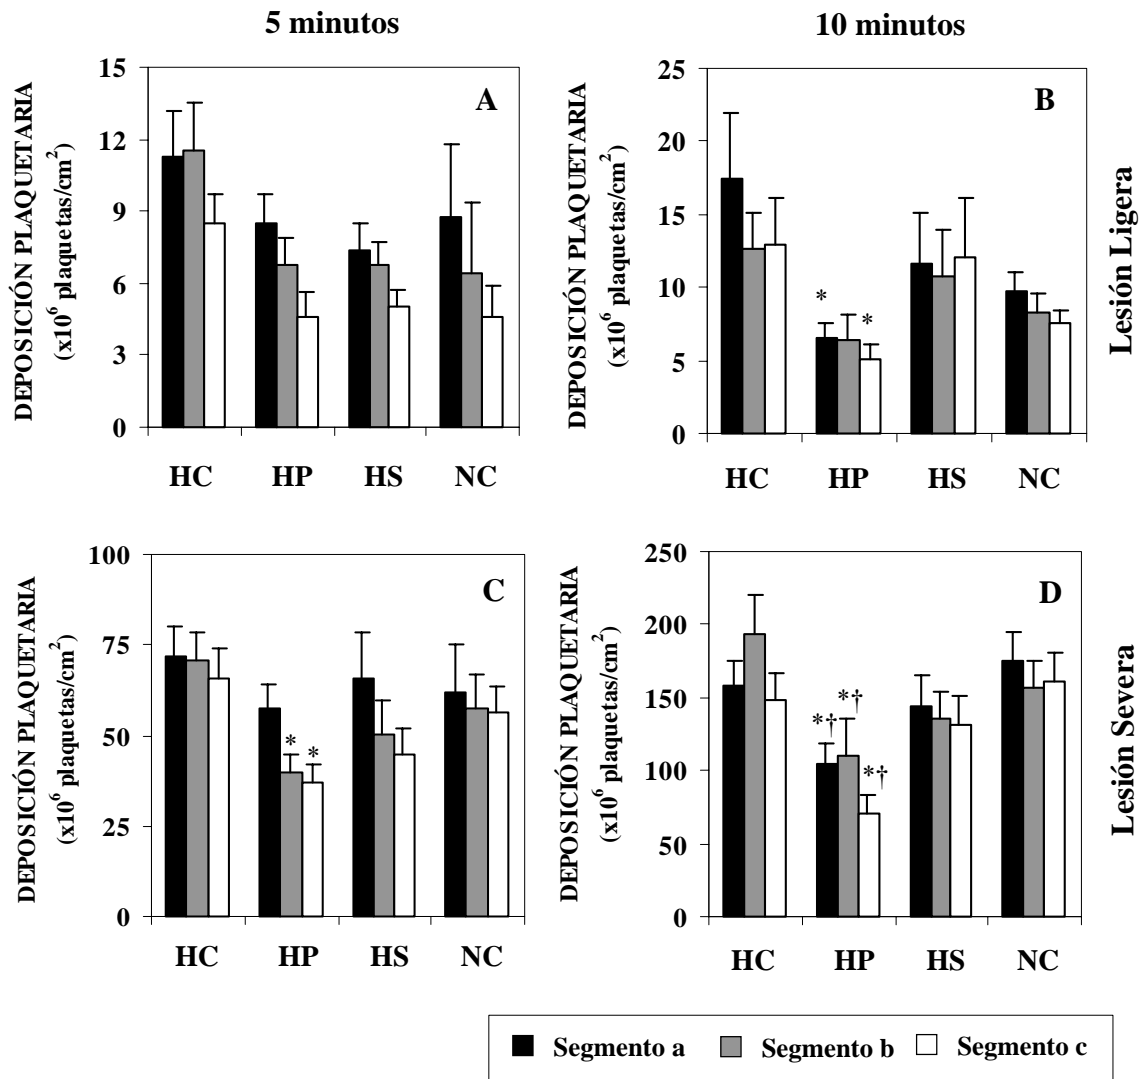 5 minutos
10 minutos
DEPOSICIÓN PLAQUETARIA
(x10⁶ plaquetas/cm²)
15
12
9
6
3
0
A
HC HP HS NC
DEPOSICIÓN PLAQUETARIA
(x10⁶ plaquetas/cm²)
25
20
15
10
5
0
B
* *
HC HP HS NC
Lesión Ligera
DEPOSICIÓN PLAQUETARIA
(x10⁶ plaquetas/cm²)
100
75
50
25
0
C
* *
HC HP HS NC
DEPOSICIÓN PLAQUETARIA
(x10⁶ plaquetas/cm²)
250
200
150
100
50
0
D
*† *† *†
HC HP HS NC
Lesión Severa
Segmento a Segmento b Segmento c